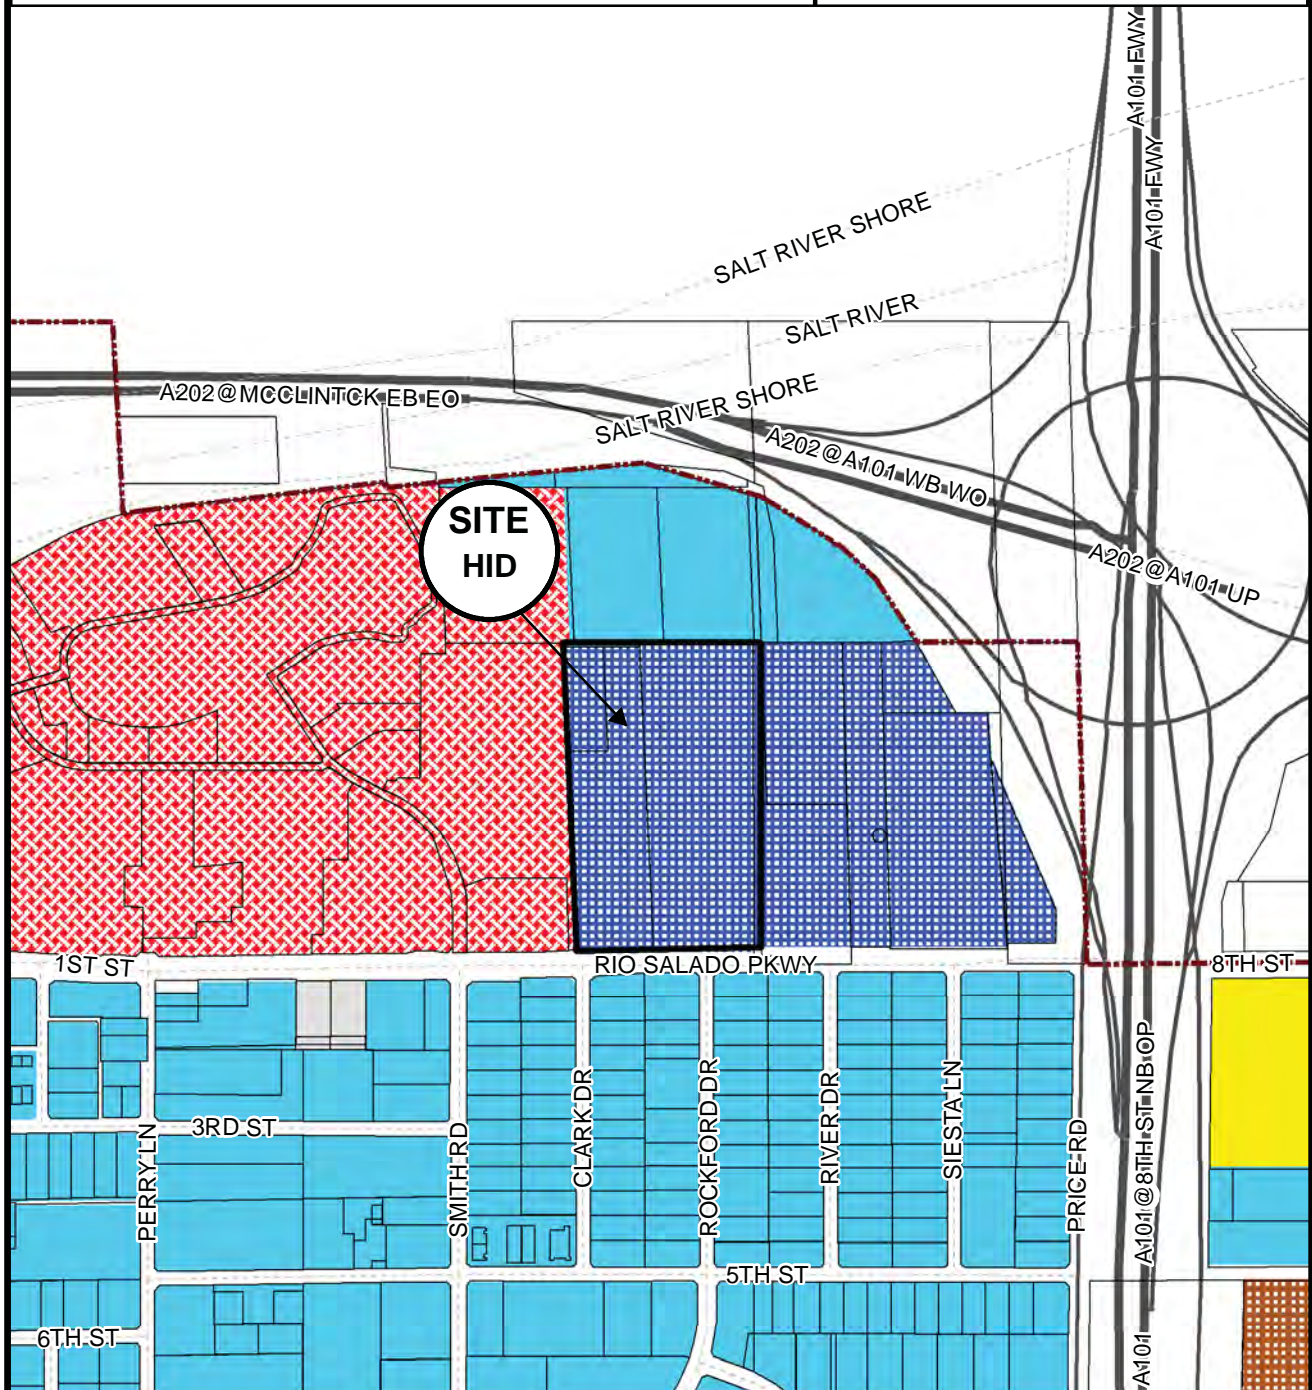 A101 FWY
A101 FWY
SALT RIVER SHORE
SALT RIVER
A202@MCCLINTCK EB EO
SALT RIVER SHORE
A202@A101 WB WO
A202@A101 UP
SITE
HID
1ST ST
RIO SALADO PKWY
8TH ST
3RD ST
PERRY LN
SMITH RD
CLARK DR
ROCKFORD DR
RIVER DR
SIESTA LN
PRICE RD
A101@8TH ST NB OP
5TH ST
6TH ST
A101